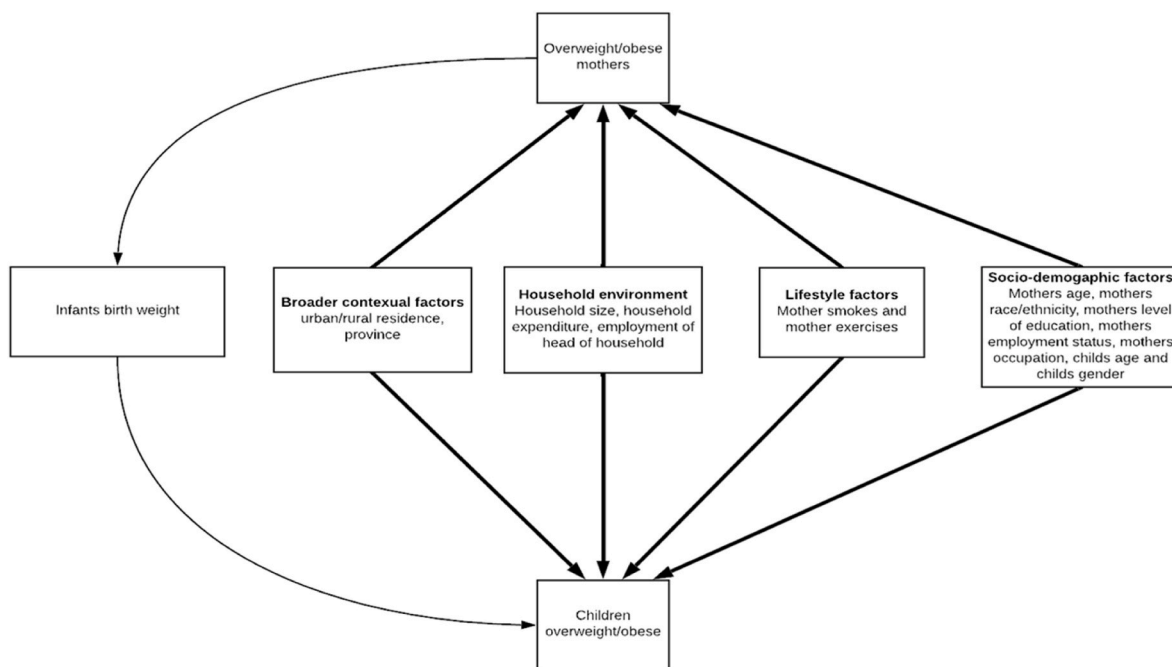 Overweight/obese
mothers
Infants birth weight
Broader contexual factors
urban/rural residence,
province
Household environment
Household size, household
expenditure, employment of
head of household
Lifestyle factors
Mother smokes and
mother exercises
Socio-demogaphic factors
Mothers age, mothers
race/ethnicity, mothers level
of education, mothers
employment status, mothers
occupation, childs age and
childs gender
Children
overweight/obese